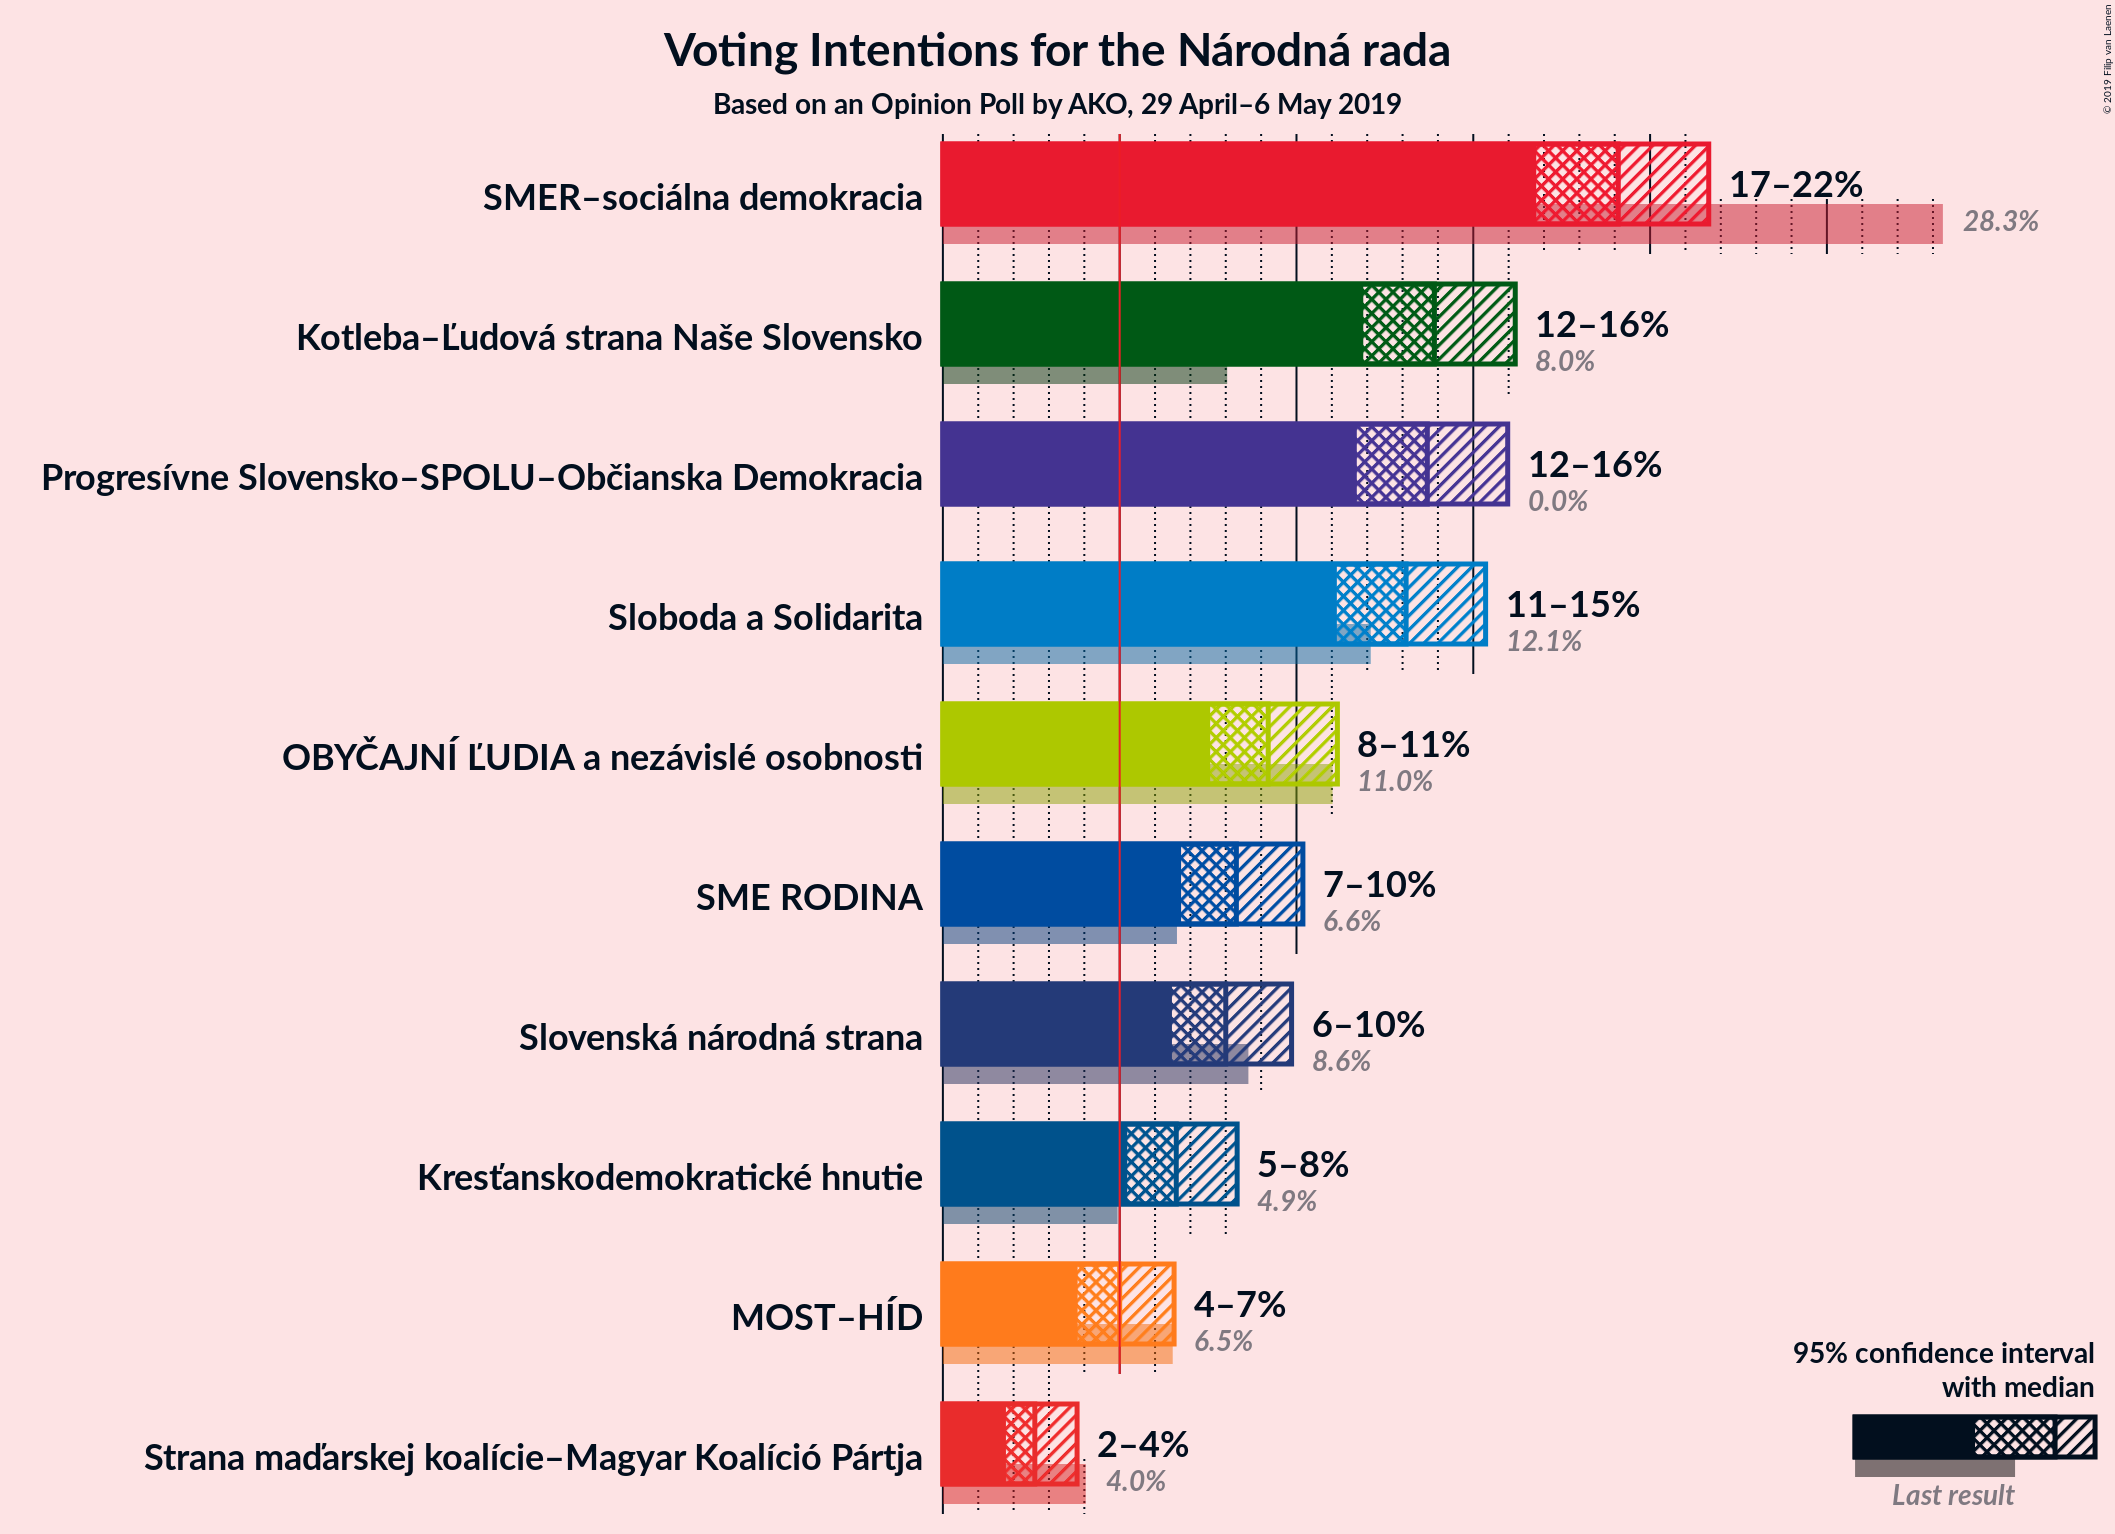 Voting Intentions for the Národná rada
Based on an Opinion Poll by AKO, 29 April–6 May 2019
© 2019 Filip van Laenen
SMER–sociálna demokracia
17–22%
28.3%
Kotleba–Ľudová strana Naše Slovensko
12–16%
8.0%
Progresívne Slovensko–SPOLU–Občianska Demokracia
12–16%
0.0%
Sloboda a Solidarita
11–15%
12.1%
OBYČAJNÍ ĽUDIA a nezávislé osobnosti
8–11%
11.0%
SME RODINA
7–10%
6.6%
Slovenská národná strana
6–10%
8.6%
Kresťanskodemokratické hnutie
5–8%
4.9%
MOST–HÍD
4–7%
6.5%
Strana maďarskej koalície–Magyar Koalíció Pártja
2–4%
4.0%
95% confidence interval
with median
Last result